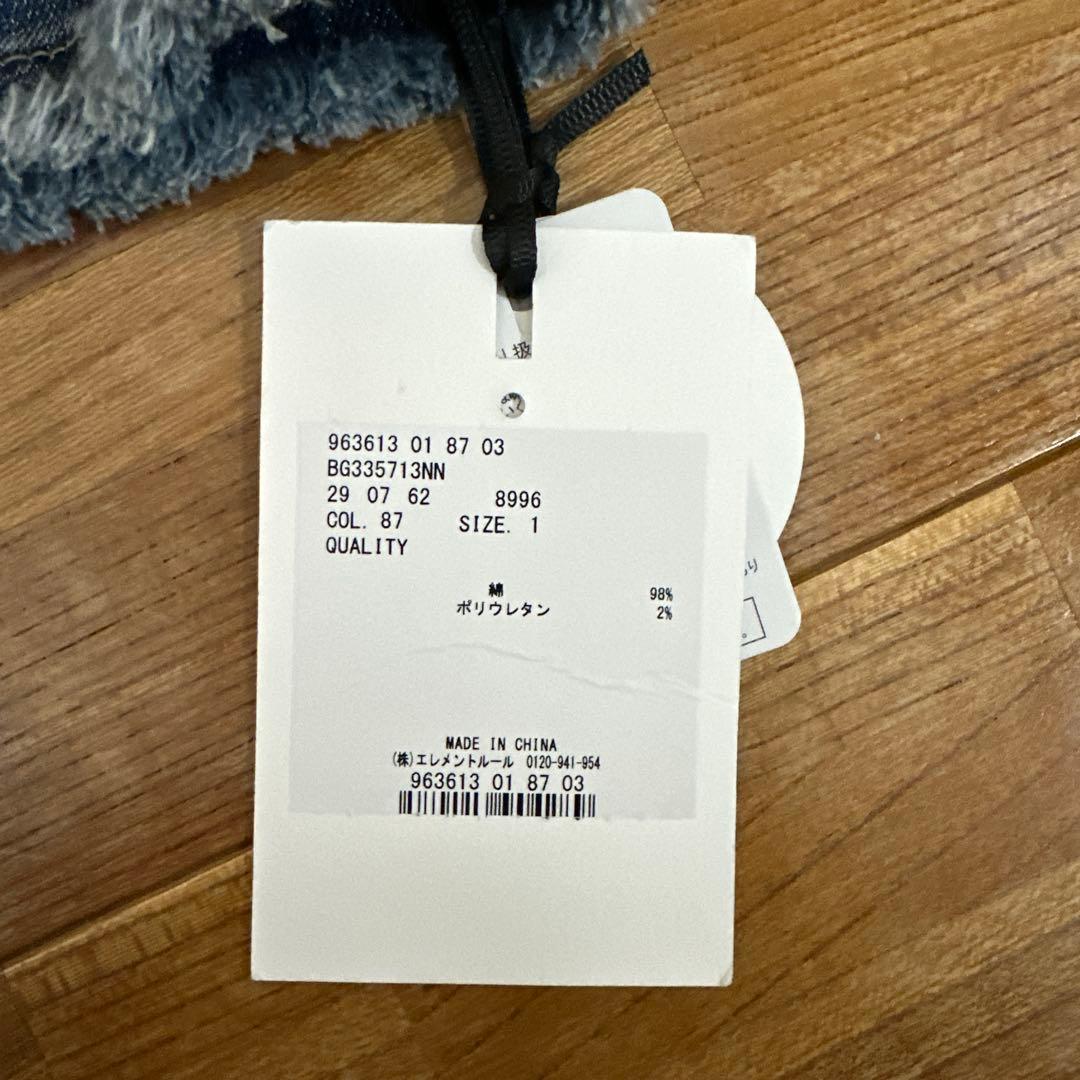 扱
963613 01 87 03
BG335713NN
29 07 62 8996
COL. 87 SIZE. 1
QUALITY
綿 98%
ポリウレタン 2%
MADE IN CHINA
(株)エレメントルール 0120-941-954
963613 01 87 03